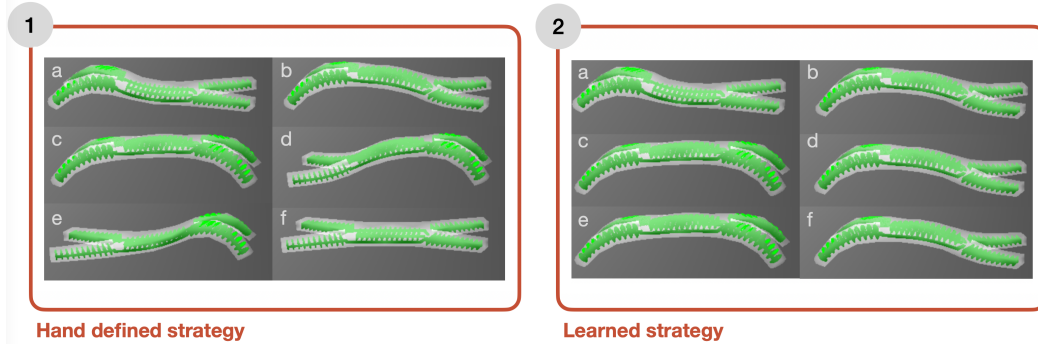 1
2
a
b
c
d
e
f
a
b
c
d
e
f
Hand defined strategy
Learned strategy